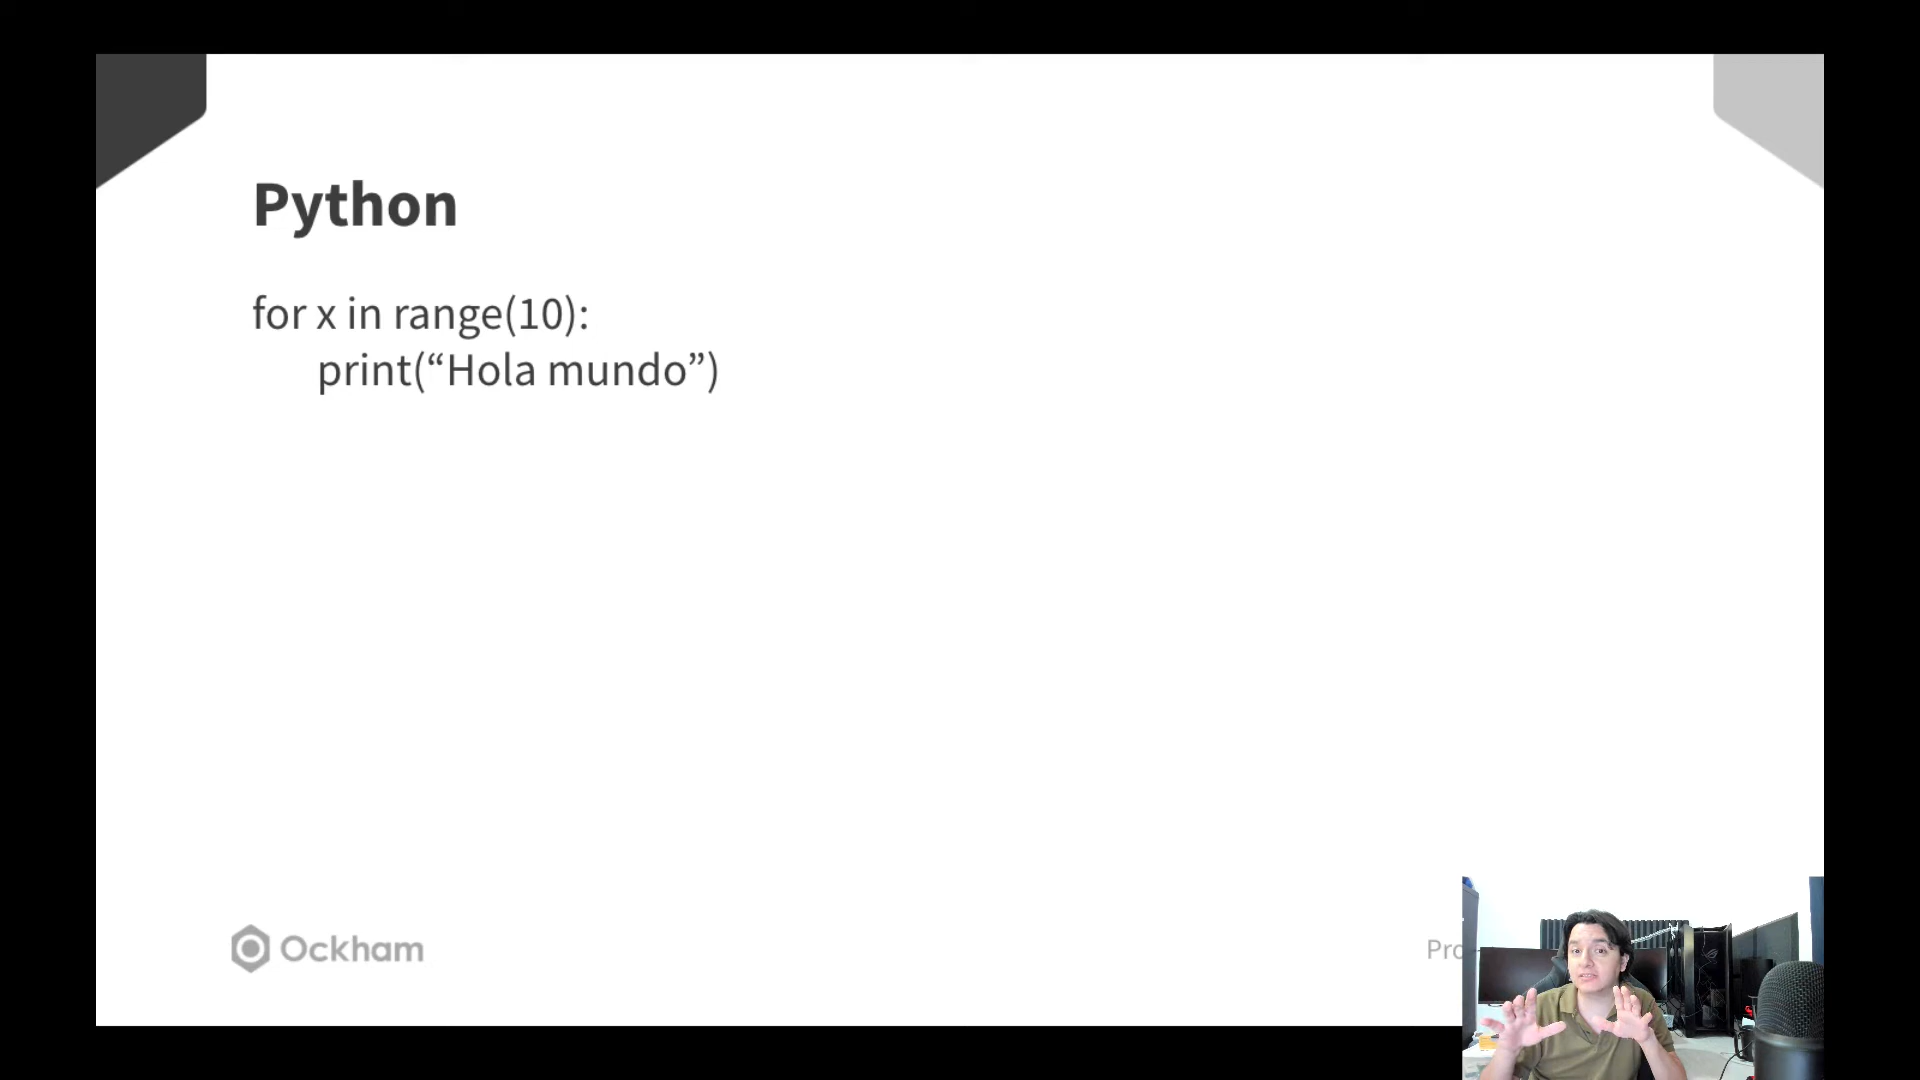 Python
for x in range(10):
print(“Hola mundo”)
Ockham